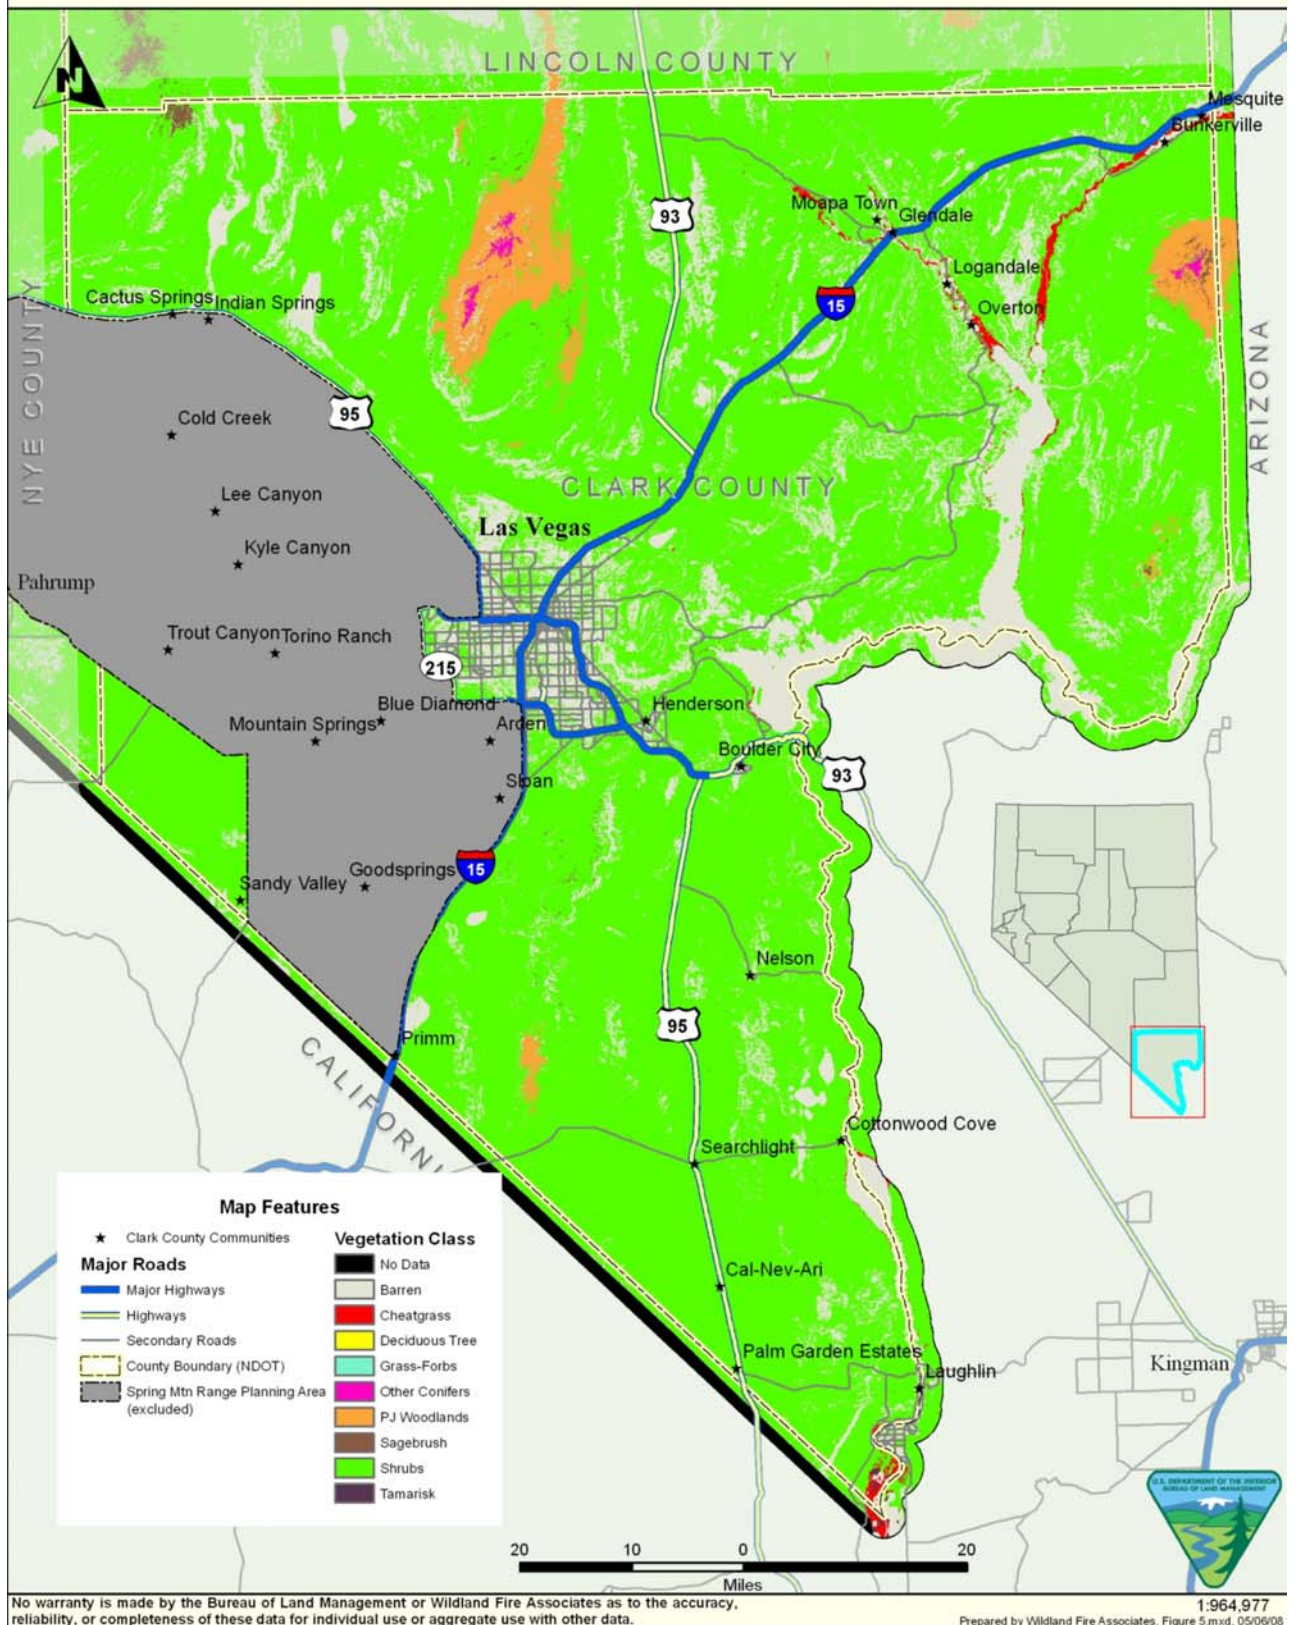 N
LINCOLN COUNTY
Mesquite
Bunkerville
93
Moapa Town
Glendale
Logandale
15
Overton
Cactus Springs
Indian Springs
NYE COUNTY
ARIZONA
95
Cold Creek
Lee Canyon
CLARK COUNTY
Las Vegas
Kyle Canyon
Pahrump
Trout Canyon
Torino Ranch
215
Blue Diamond
Henderson
Mountain Springs
Arden
Boulder City
93
Sloan
Goodsprings
15
Sandy Valley
Nelson
95
Primm
CALIFORNI
Cottonwood Cove
Searchlight
Cal-Nev-Ari
Palm Garden Estates
Laughlin
Kingman
Map Features
Clark County Communities
Major Roads
Major Highways
Highways
Secondary Roads
County Boundary (NDOT)
Spring Mtn Range Planning Area
(excluded)
Vegetation Class
No Data
Barren
Cheatgrass
Deciduous Tree
Grass-Forbs
Other Conifers
PJ Woodlands
Sagebrush
Shrubs
Tamarisk
U.S. DEPARTMENT OF THE INTERIOR
BUREAU OF LAND MANAGEMENT
20 10 0 20
Miles
No warranty is made by the Bureau of Land Management or Wildland Fire Associates as to the accuracy,
reliability, or completeness of these data for individual use or aggregate use with other data.
1:964,977
Prepared by Wildland Fire Associates, Figure 5.mxd, 05/06/08